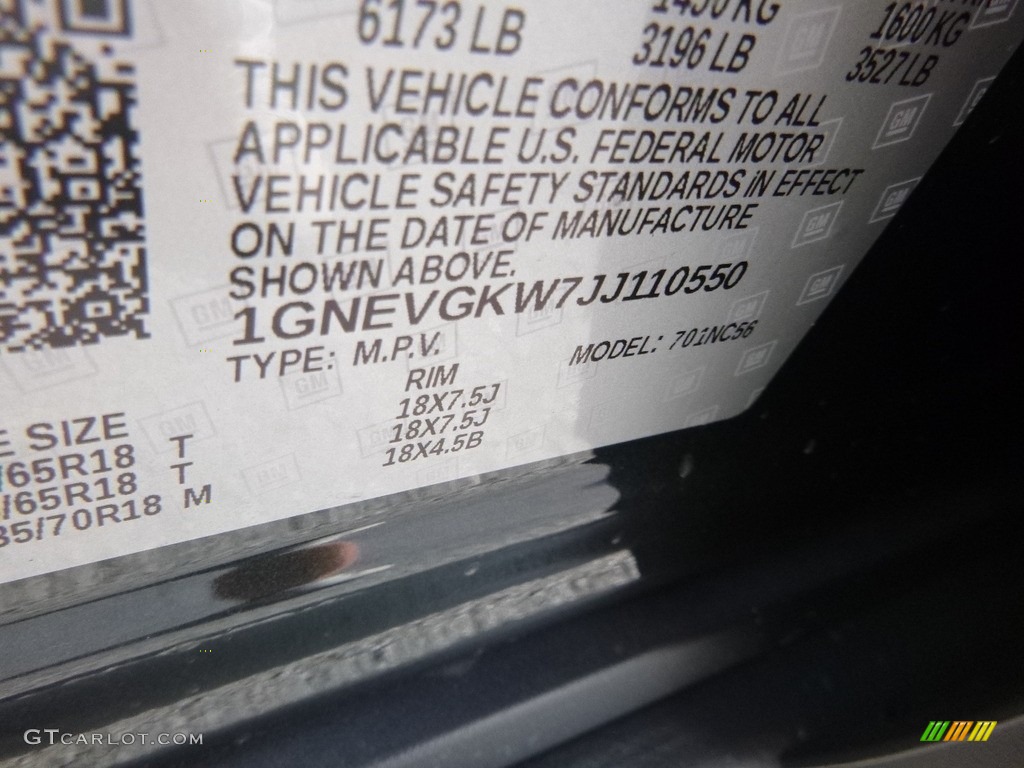 6173 LB 3196 LB 3527 LB
1450 KG 1600 KG
THIS VEHICLE CONFORMS TO ALL
APPLICABLE U.S. FEDERAL MOTOR
VEHICLE SAFETY STANDARDS IN EFFECT
ON THE DATE OF MANUFACTURE
SHOWN ABOVE.
1GNEVGKW7JJ110550
TYPE: M.P.V. MODEL: 701NC56
RIM
E SIZE 18X7.5J
/65R18 T 18X7.5J
/65R18 T 18X4.5B
35/70R18 M
GTCARLOT.COM